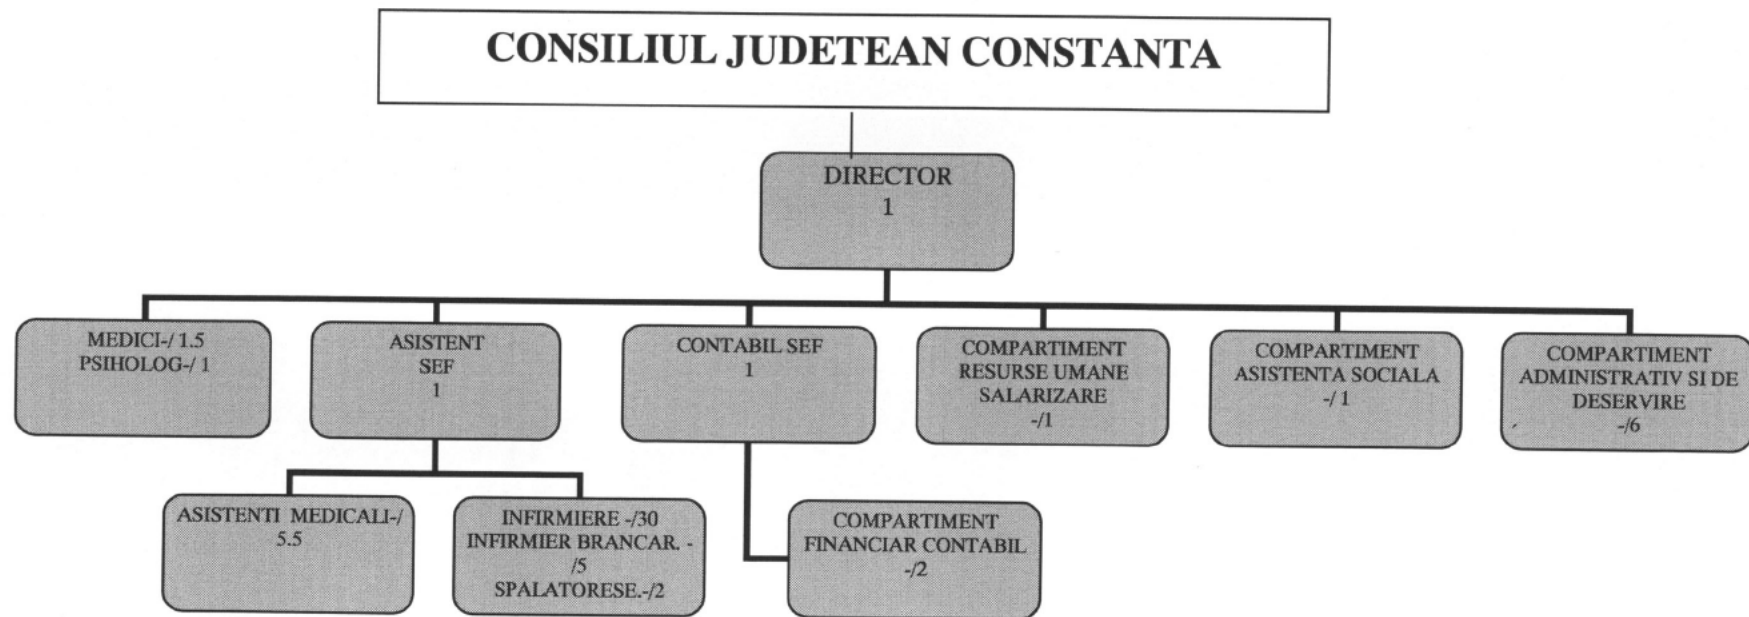 CONSILIUL JUDETEAN CONSTANTA
DIRECTOR
1
MEDICI-/ 1.5
PSIHOLOG-/ 1
ASISTENT
SEF
1
CONTABIL SEF
1
COMPARTIMENT
RESURSE UMANE
SALARIZARE
-/1
COMPARTIMENT
ASISTENTA SOCIALA
-/ 1
COMPARTIMENT
ADMINISTRATIV SI DE
DESERVIRE
-/6
ASISTENTI MEDICALI-/
5.5
INFIRMIERE -/30
INFIRMIER BRANCAR. -
/5
SPALATORESE.-/2
COMPARTIMENT
FINANCIAR CONTABIL
-/2